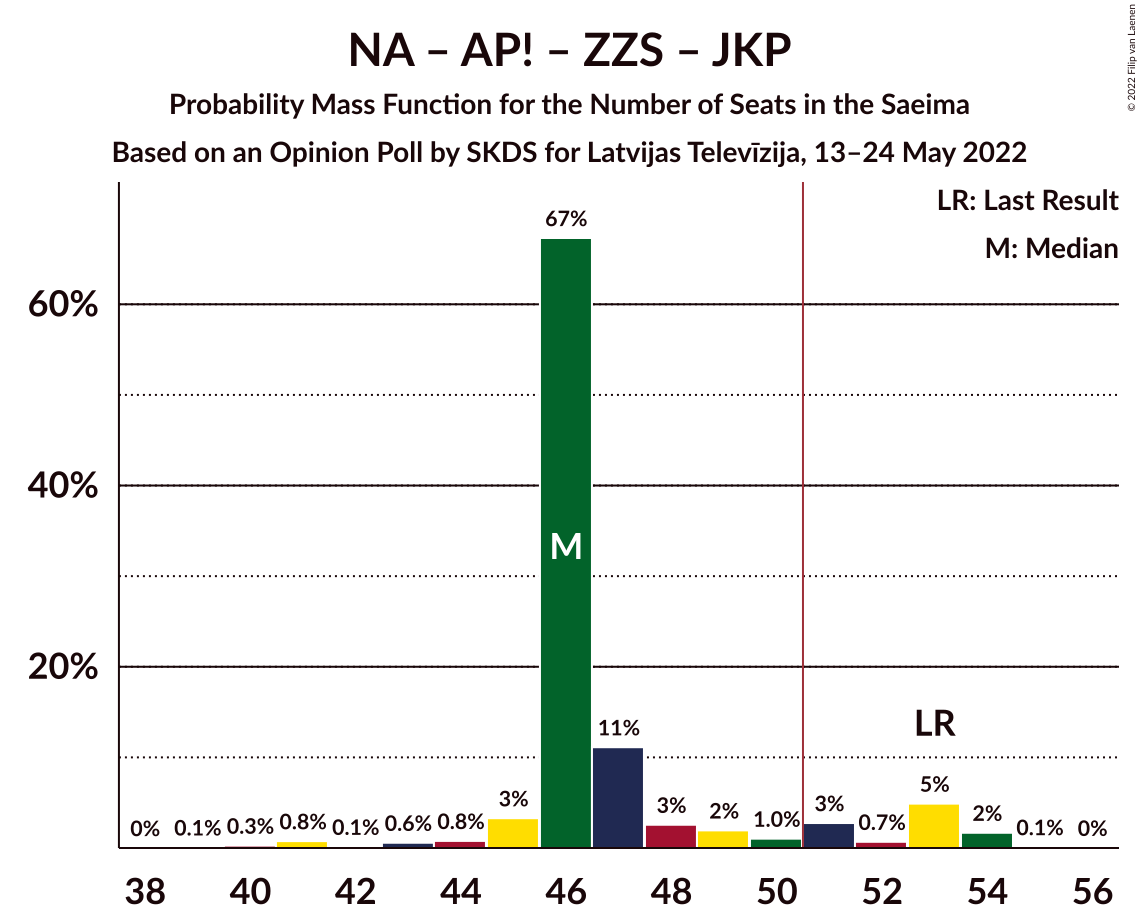 NA – AP! – ZZS – JKP
Probability Mass Function for the Number of Seats in the Saeima
Based on an Opinion Poll by SKDS for Latvijas Televīzija, 13–24 May 2022
© 2022 Filip van Laenen
LR: Last Result
M: Median
67%
60%
40%
M
20%
LR
11%
5%
3%
3%
2%
3%
2%
0% 0.1% 0.3% 0.8% 0.1% 0.6% 0.8% 1.0% 0.7% 0.1% 0%
38 40 42 44 46 48 50 52 54 56